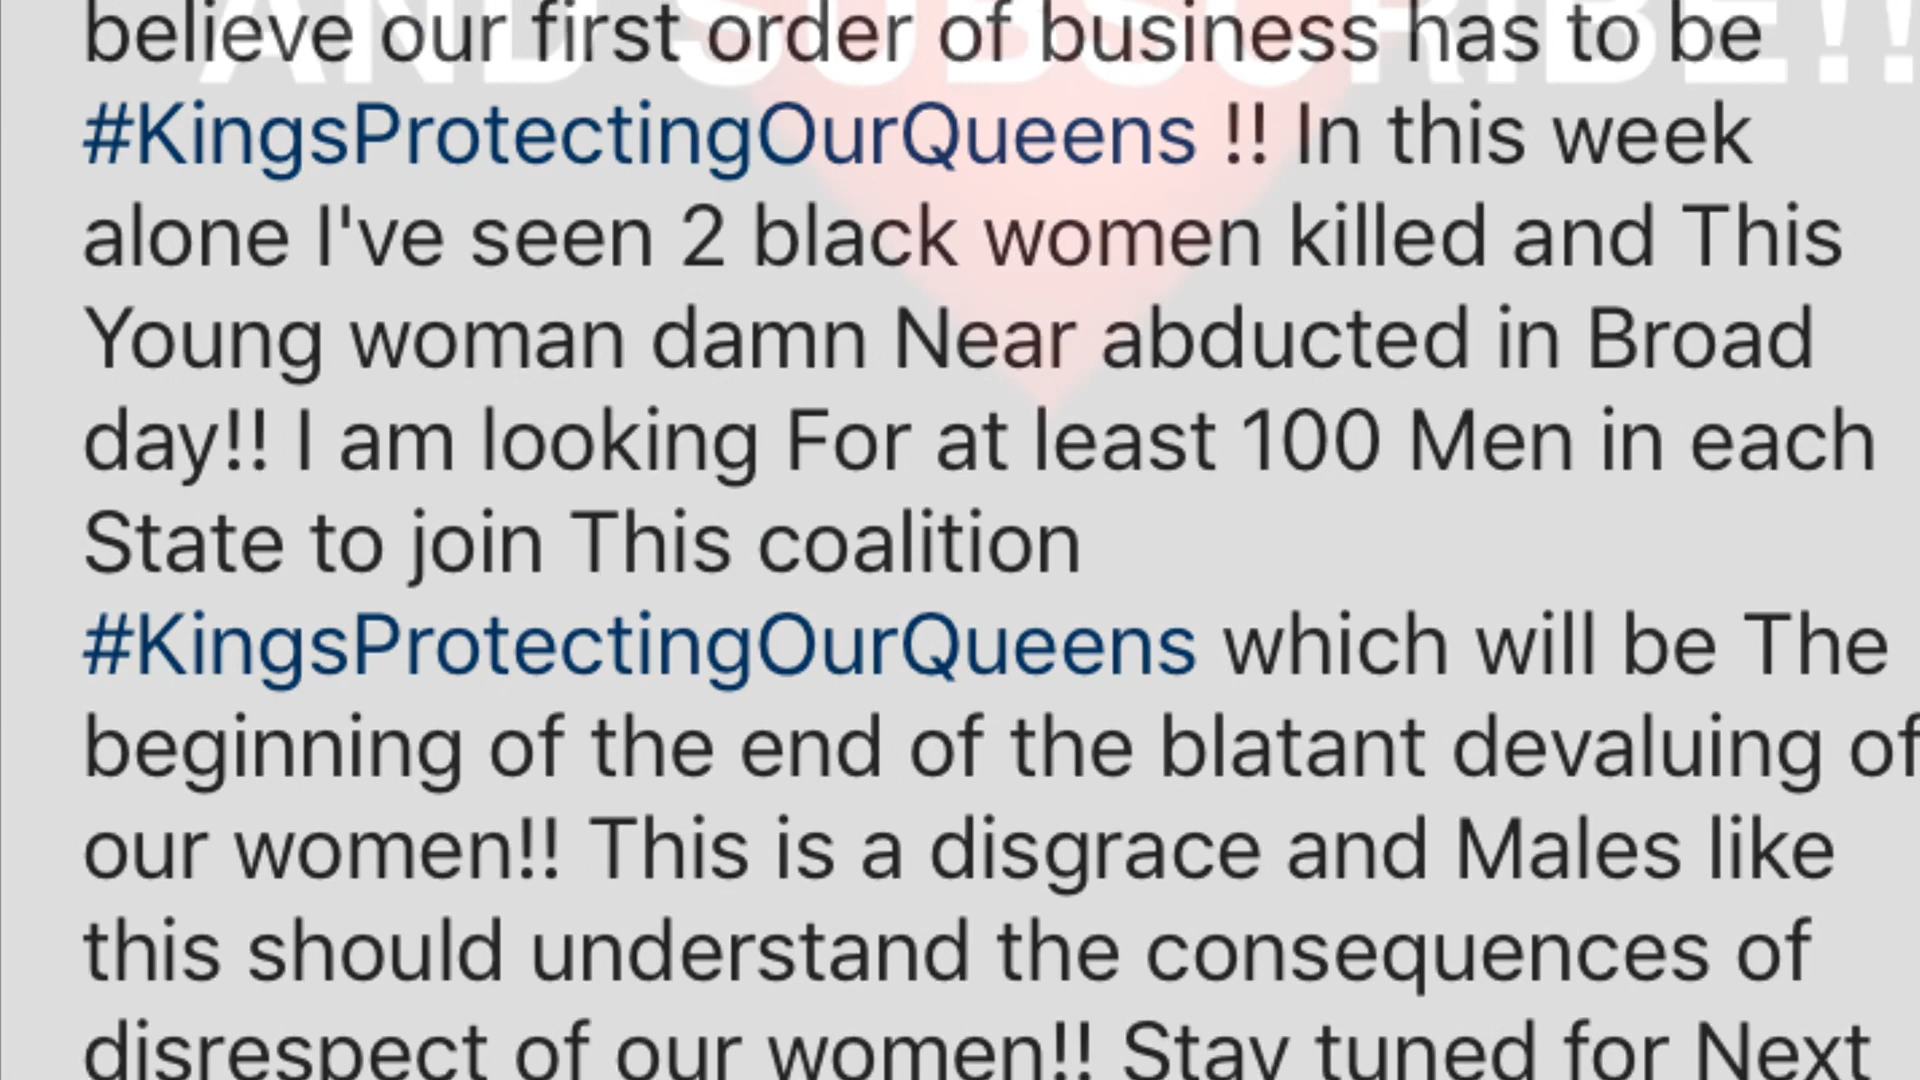 believe our first order of business has to be
AND SUBSCRIBE!!
#KingsProtectingOurQueens !! In this week
alone I've seen 2 black women killed and This
Young woman damn Near abducted in Broad
day!! I am looking For at least 100 Men in each
State to join This coalition
#KingsProtectingOurQueens which will be The
beginning of the end of the blatant devaluing of
our women!! This is a disgrace and Males like
this should understand the consequences of
disrespect of our women!! Stay tuned for Next